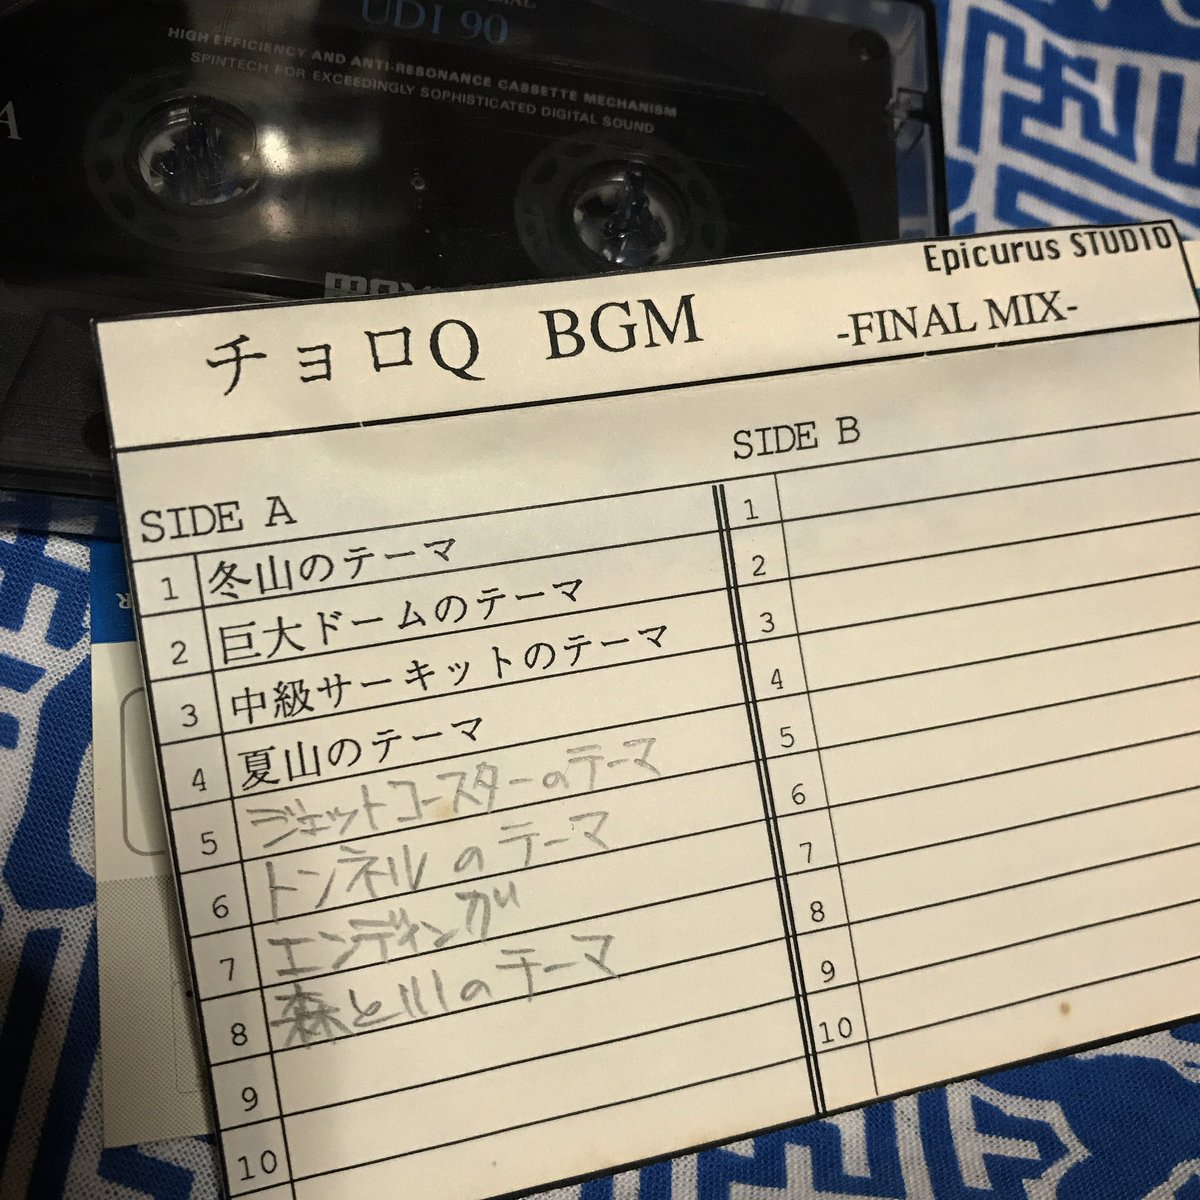 UD1 90
HIGH EFFICIENCY AND ANTI-RESONANCE CASSETTE MECHANISM
SPINTECH FOR EXCEEDINGLY SOPHISTICATED DIGITAL SOUND
A
Epicurus STUDIO
チョロQ BGM -FINAL MIX-
SIDE A
1 冬山のテーマ
2 巨大ドームのテーマ
3 中級サーキットのテーマ
4 夏山のテーマ
5 ジェットコースターのテーマ
6 トンネルのテーマ
7 エンディング
8 森と川のテーマ
9
10
SIDE B
1
2
3
4
5
6
7
8
9
10